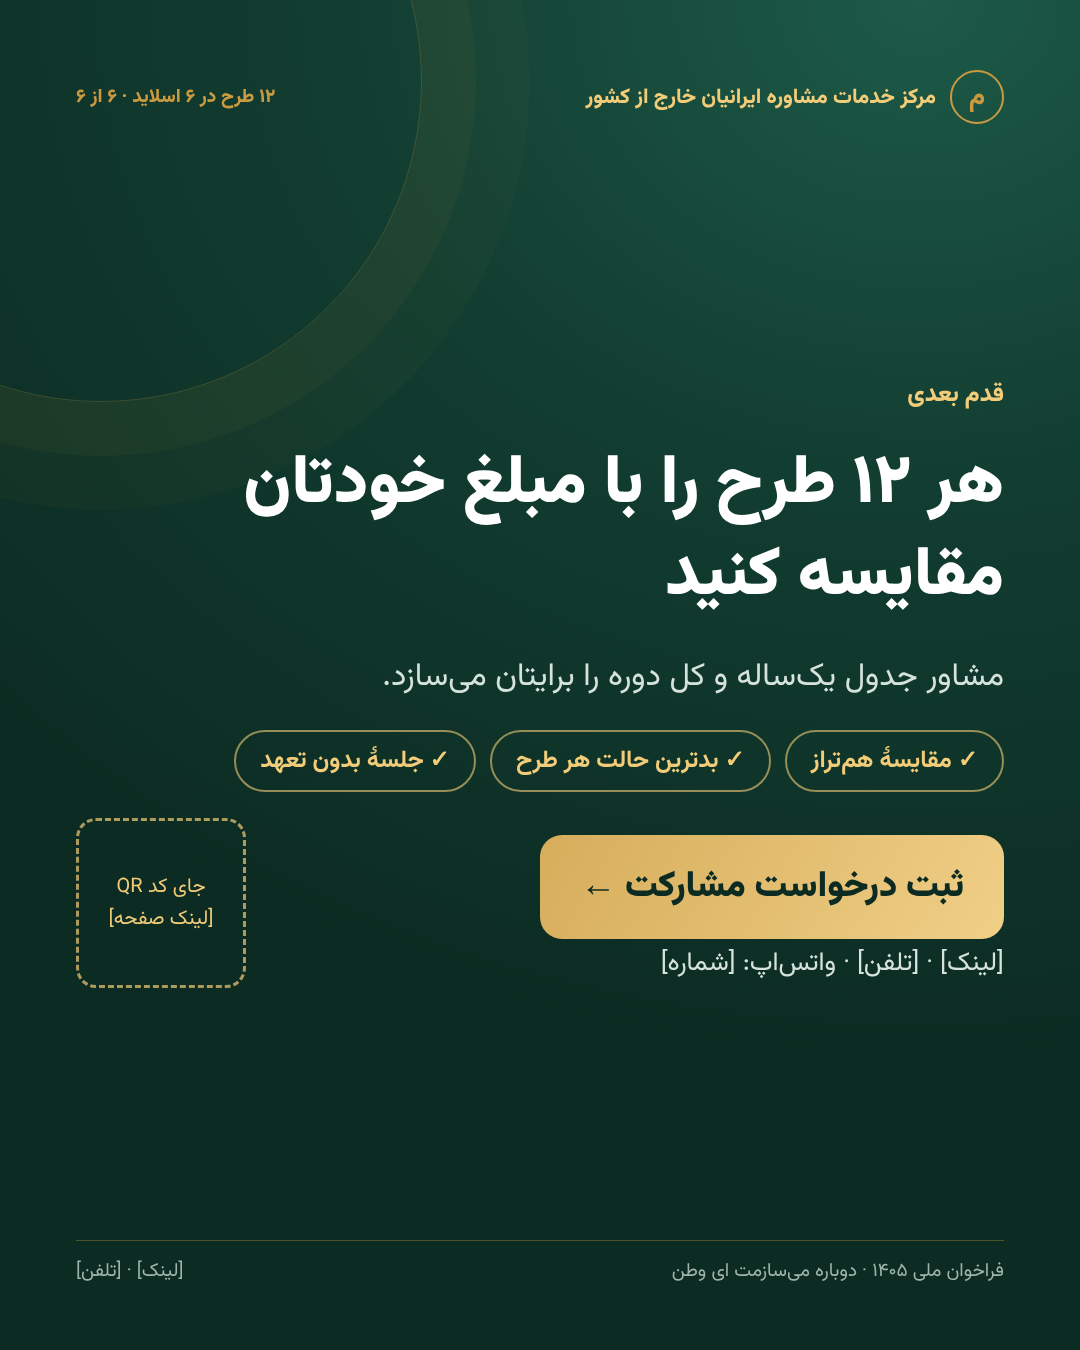 م
مرکز خدمات مشاوره ایرانیان خارج از کشور
۱۲ طرح در ۶ اسلاید · ۶ از ۶
قدم بعدی
هر ۱۲ طرح را با مبلغ خودتان
مقایسه کنید
مشاور جدول یک‌ساله و کل دوره را برایتان می‌سازد.
✓ مقایسهٔ هم‌تراز
✓ بدترین حالت هر طرح
✓ جلسهٔ بدون تعهد
ثبت درخواست مشارکت ←
[لینک] · [تلفن] · واتس‌اپ: [شماره]
جای کد QR
[لینک صفحه]
فراخوان ملی ۱۴۰۵ · دوباره می‌سازمت ای وطن
[لینک] · [تلفن]